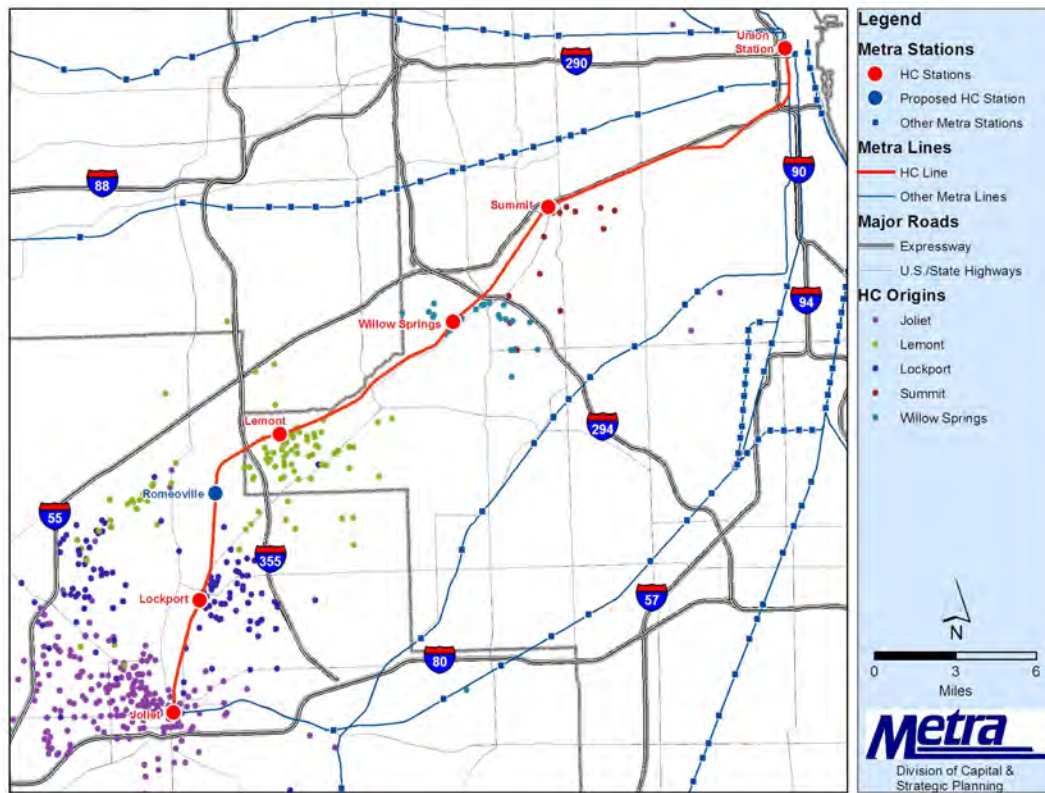 Union
Station
290
88
90
Summit
94
Willow Springs
Lemont
294
Romeoville
55
355
Lockport
57
80
Joliet
Legend
Metra Stations
HC Stations
Proposed HC Station
Other Metra Stations
Metra Lines
HC Line
Other Metra Lines
Major Roads
Expressway
U.S./State Highways
HC Origins
Joliet
Lemont
Lockport
Summit
Willow Springs
N
0 3 6
Miles
Metra
Division of Capital &
Strategic Planning